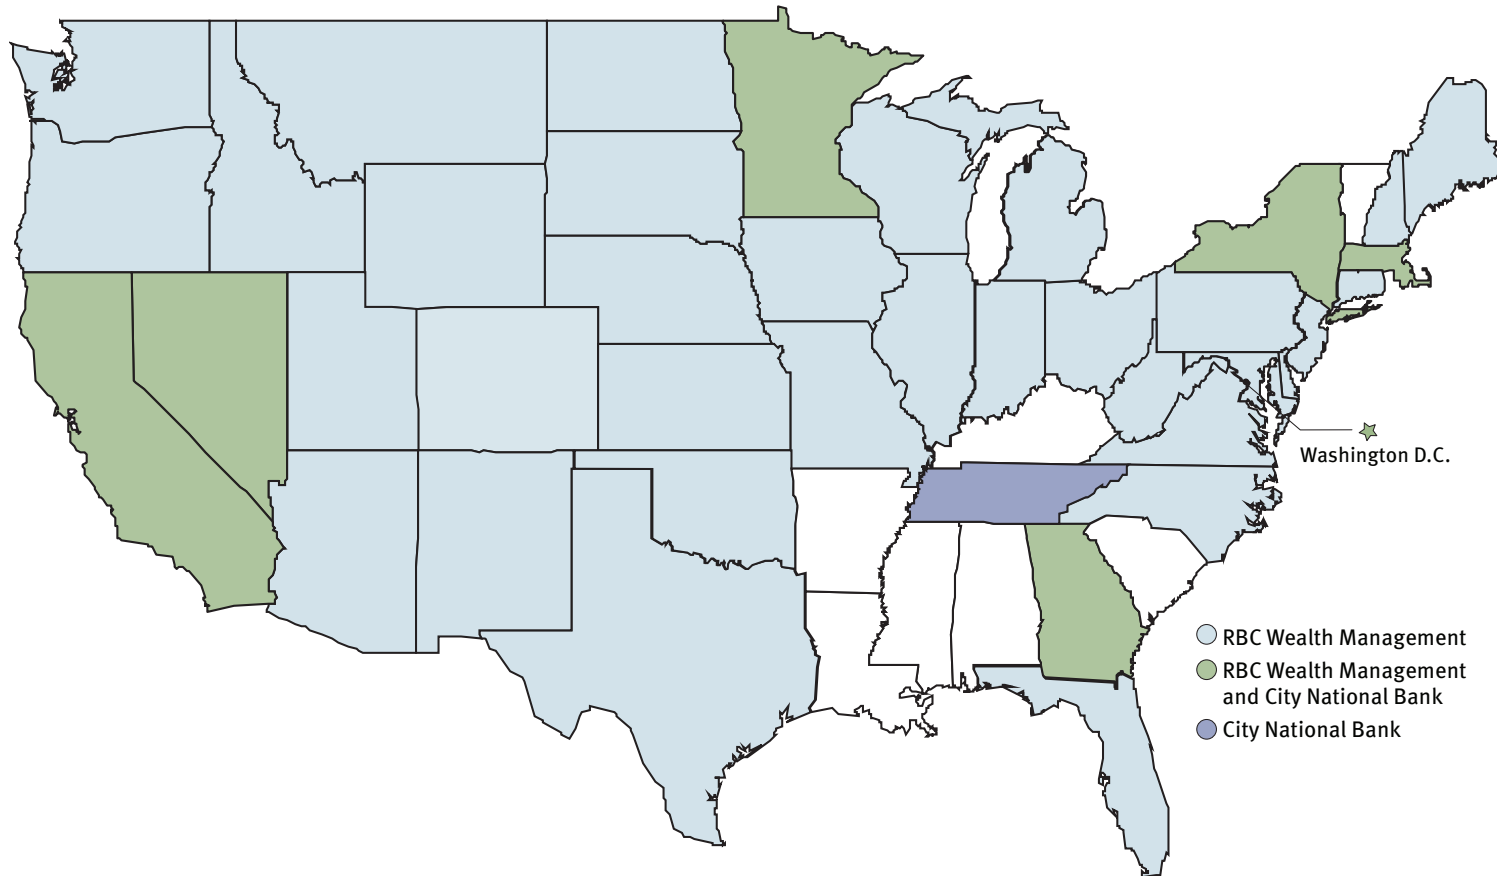 Washington D.C.
RBC Wealth Management
RBC Wealth Management
and City National Bank
City National Bank